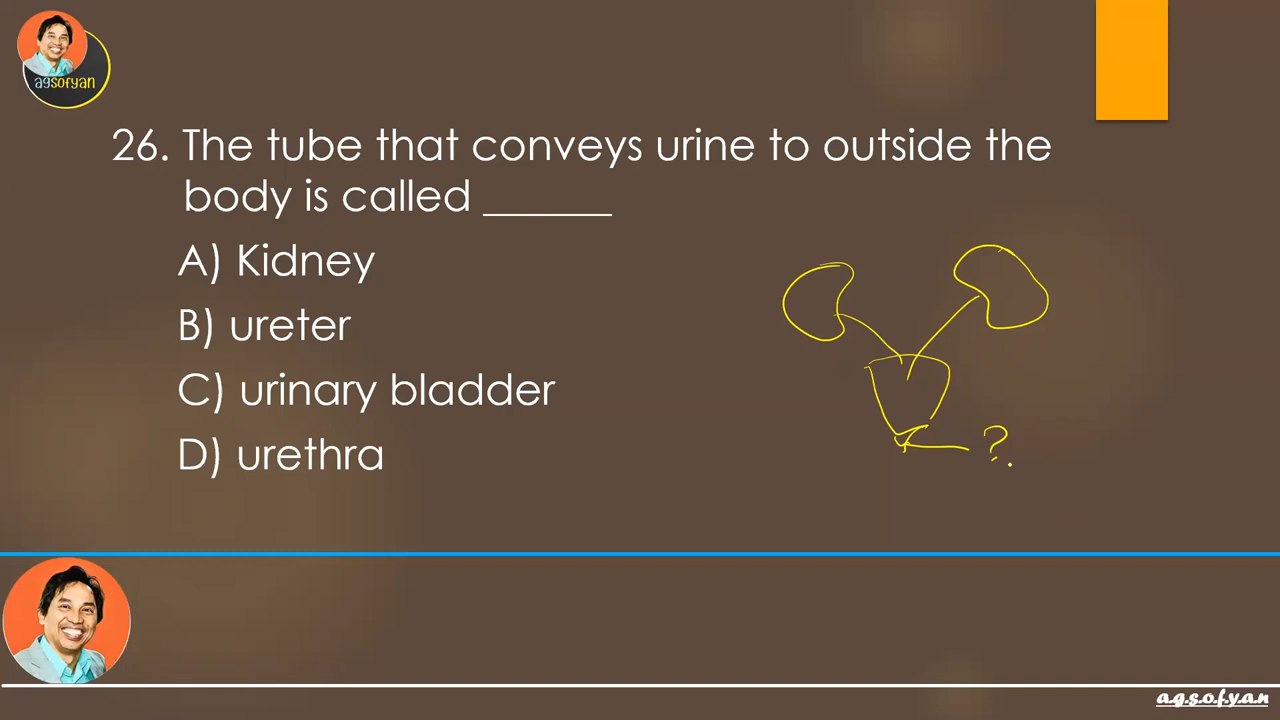 agsofyan
26. The tube that conveys urine to outside the
body is called ______
A) Kidney
B) ureter
C) urinary bladder
D) urethra
?
a.g.s.o.f.y.a.n